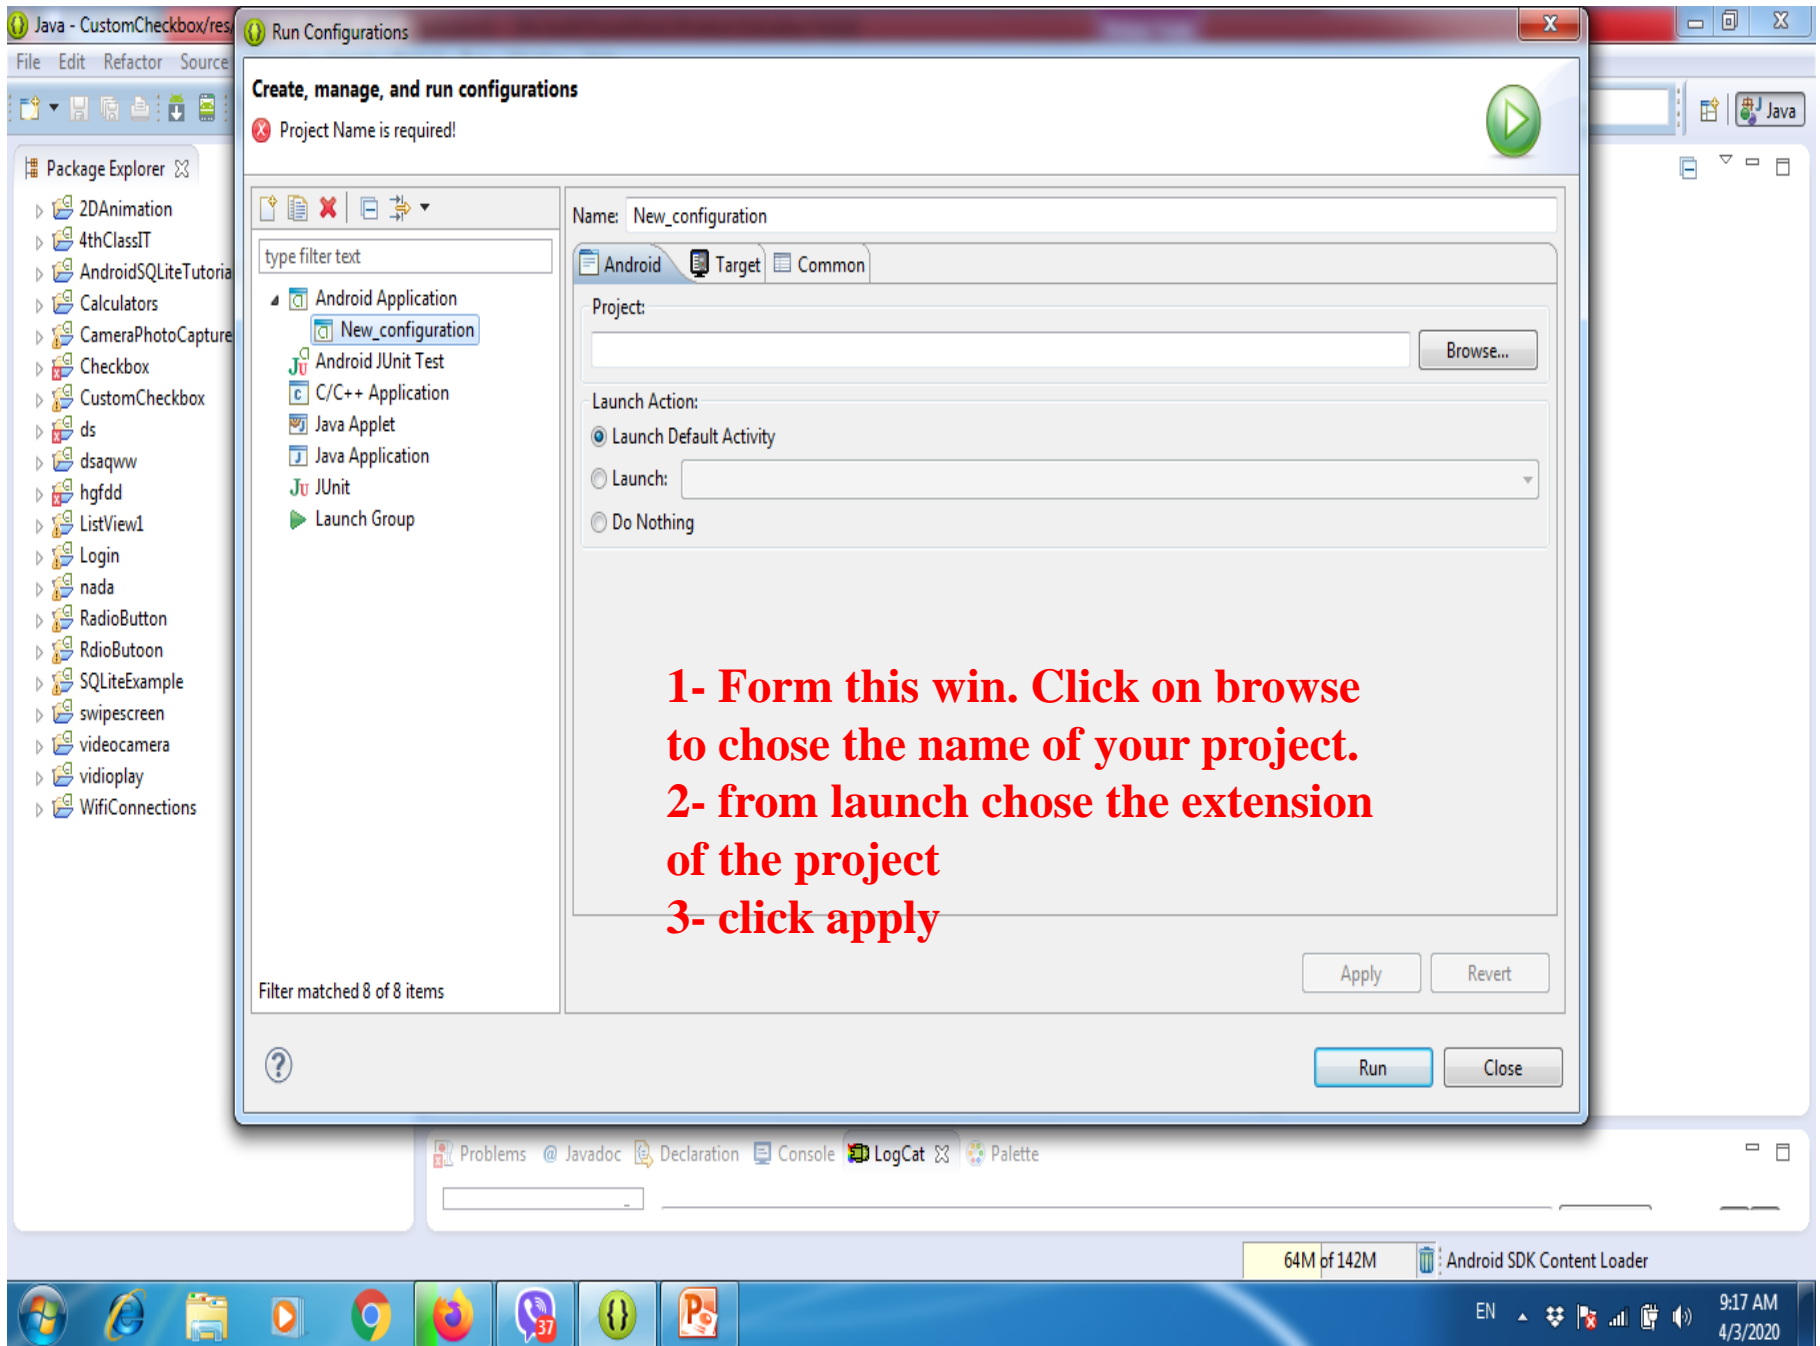 Java - CustomCheckbox/res/
Run Configurations
File Edit Refactor Source
Create, manage, and run configurations
Project Name is required!
Java
Package Explorer
2DAnimation
4thClassIT
AndroidSQLiteTutoria
Calculators
CameraPhotoCapture
Checkbox
CustomCheckbox
ds
dsaqww
hgfdd
ListView1
Login
nada
RadioButton
RdioButoon
SQLiteExample
swipescreen
videocamera
vidioplay
WifiConnections
type filter text
Android Application
New_configuration
Android JUnit Test
C/C++ Application
Java Applet
Java Application
JUnit
Launch Group
Filter matched 8 of 8 items
Name: New_configuration
Android Target Common
Project:
Browse...
Launch Action:
Launch Default Activity
Launch:
Do Nothing
1- Form this win. Click on browse
to chose the name of your project.
2- from launch chose the extension
of the project
3- click apply
Apply Revert
Run Close
Problems @ Javadoc Declaration Console LogCat Palette
64M of 142M Android SDK Content Loader
37
EN
9:17 AM
4/3/2020